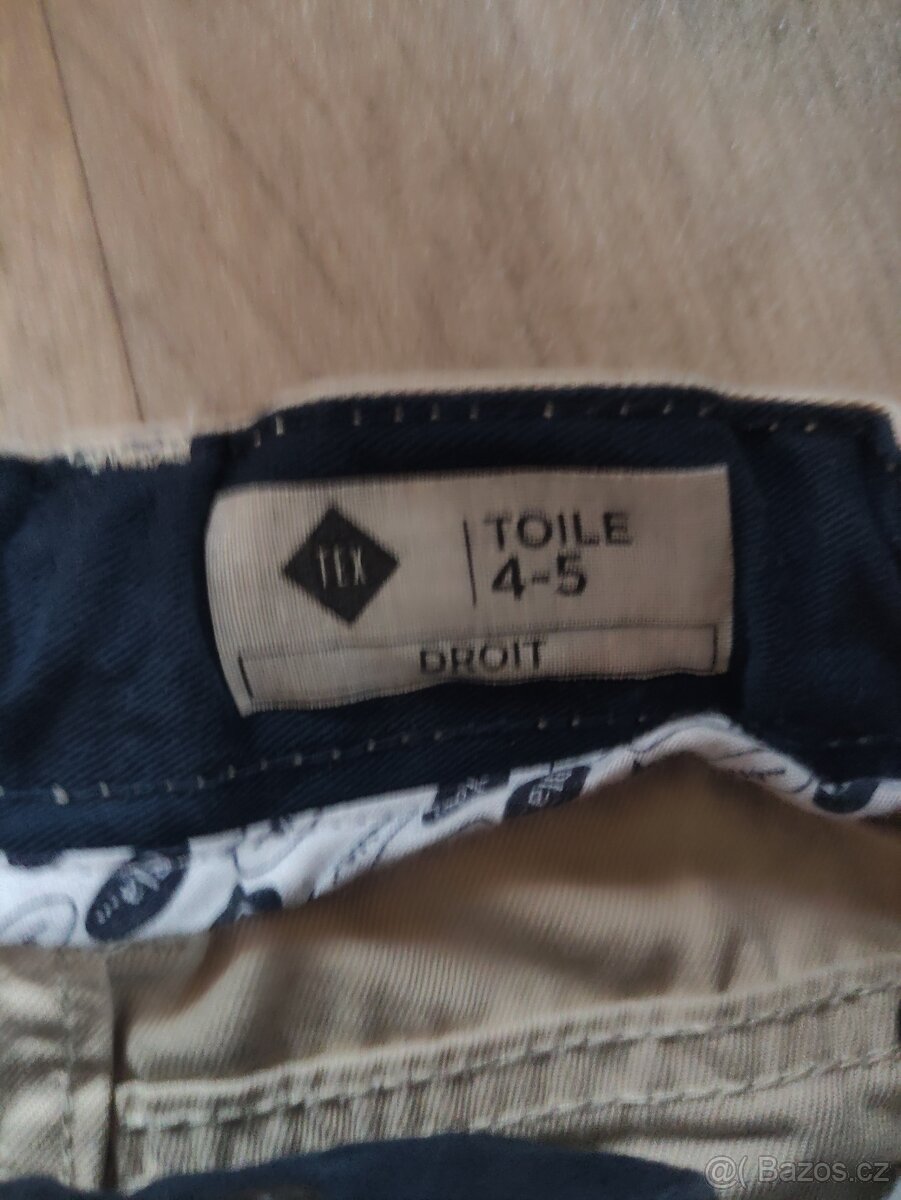 TEX
TOILE
4-5
DROIT
@( Bazos.cz